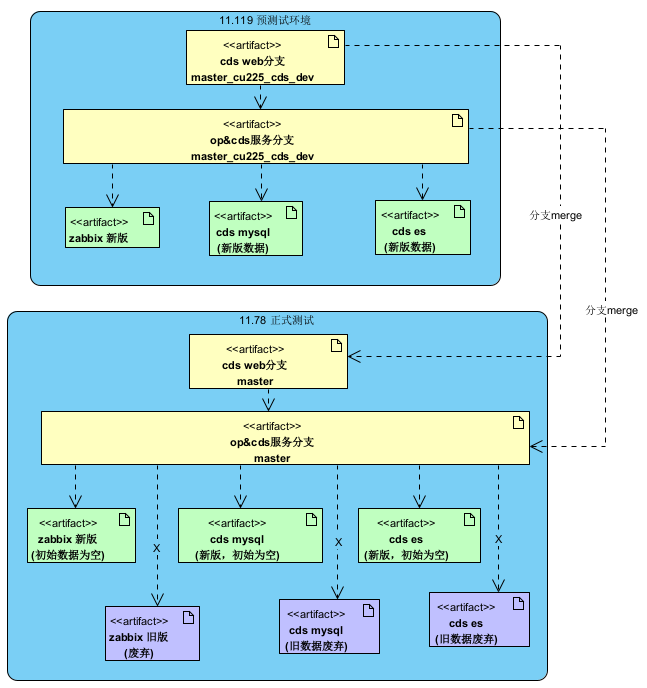 11.119 预测试环境
<<artifact>>
cds web分支
master_cu225_cds_dev
<<artifact>>
op&cds服务分支
master_cu225_cds_dev
<<artifact>>
zabbix 新版
<<artifact>>
cds mysql
(新版数据)
<<artifact>>
cds es
(新版数据)
分支merge
分支merge
11.78 正式测试
<<artifact>>
cds web分支
master
<<artifact>>
op&cds服务分支
master
<<artifact>>
zabbix 新版
(初始数据为空)
<<artifact>>
cds mysql
(新版，初始为空)
<<artifact>>
cds es
(新版，初始为空)
X
X
X
<<artifact>>
zabbix 旧版
(废弃)
<<artifact>>
cds mysql
(旧数据废弃)
<<artifact>>
cds es
(旧数据废弃)